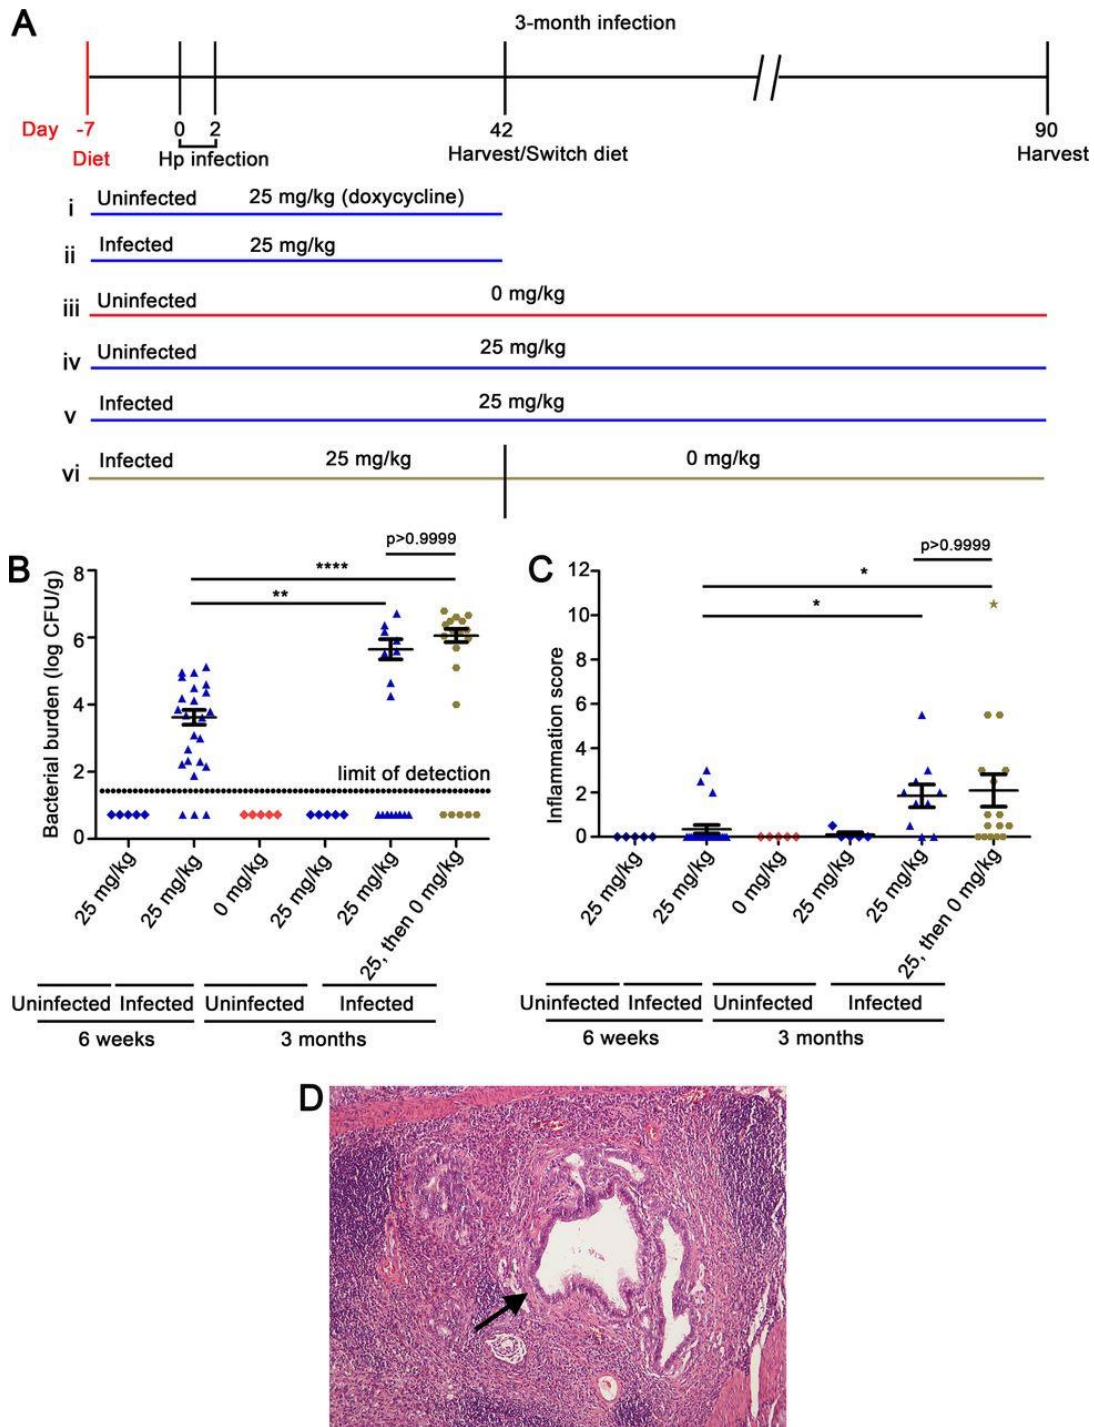 A
3-month infection
Day -7 0 2 42 90
Diet Hp infection Harvest/Switch diet Harvest
i Uninfected 25 mg/kg (doxycycline)
ii Infected 25 mg/kg
iii Uninfected 0 mg/kg
iv Uninfected 25 mg/kg
v Infected 25 mg/kg
vi Infected 25 mg/kg 0 mg/kg
B
p>0.9999
****
**
8
6
4
2
0
Bacterial burden (log CFU/g)
limit of detection
25 mg/kg
25 mg/kg
0 mg/kg
25 mg/kg
25 mg/kg
25, then 0 mg/kg
Uninfected Infected Uninfected Infected
6 weeks 3 months
C
p>0.9999
*
*
12
10
8
6
4
2
0
Inflammation score
25 mg/kg
25 mg/kg
0 mg/kg
25 mg/kg
25 mg/kg
25, then 0 mg/kg
Uninfected Infected Uninfected Infected
6 weeks 3 months
D